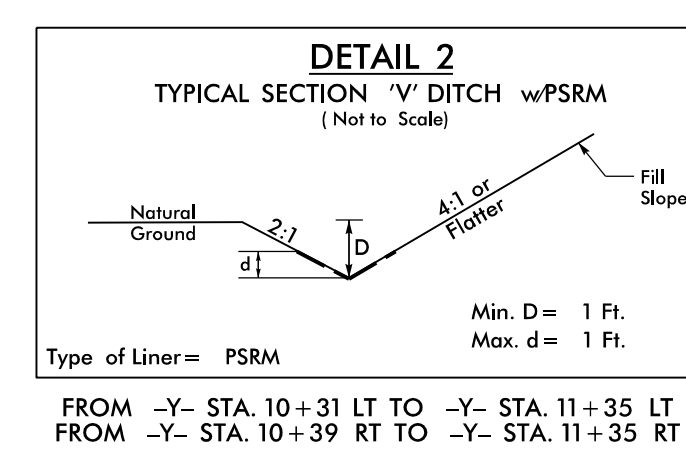 DETAIL 2
TYPICAL SECTION 'V' DITCH w/PSRM
( Not to Scale)
Natural
Ground
2:1
d
D
4:1 or
Flatter
Fill
Slope
Min. D = 1 Ft.
Max. d = 1 Ft.
Type of Liner = PSRM
FROM -Y- STA. 10+31 LT TO -Y- STA. 11+35 LT
FROM -Y- STA. 10+39 RT TO -Y- STA. 11+35 RT